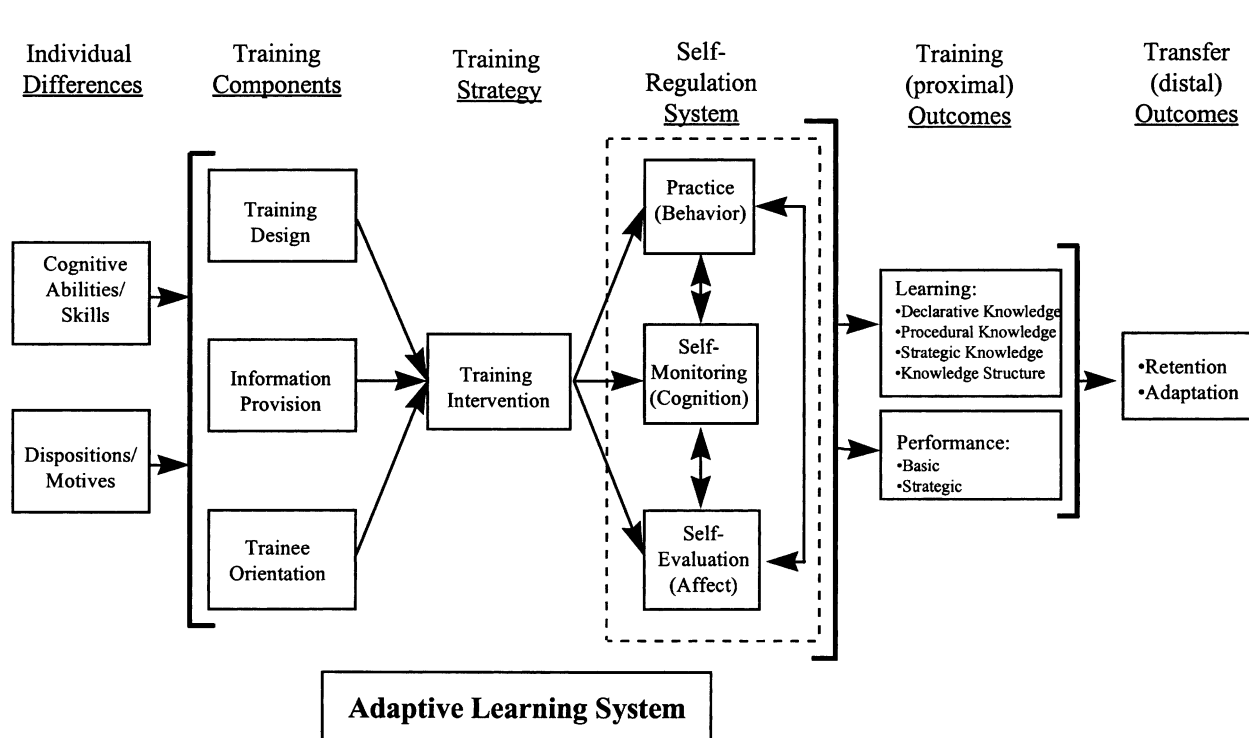 Individual
Differences
Training
Components
Training
Strategy
Self-
Regulation
System
Training
(proximal)
Outcomes
Transfer
(distal)
Outcomes
Cognitive
Abilities/
Skills
Dispositions/
Motives
Training
Design
Information
Provision
Trainee
Orientation
Training
Intervention
Practice
(Behavior)
Self-
Monitoring
(Cognition)
Self-
Evaluation
(Affect)
Learning:
•Declarative Knowledge
•Procedural Knowledge
•Strategic Knowledge
•Knowledge Structure
Performance:
•Basic
•Strategic
•Retention
•Adaptation
Adaptive Learning System